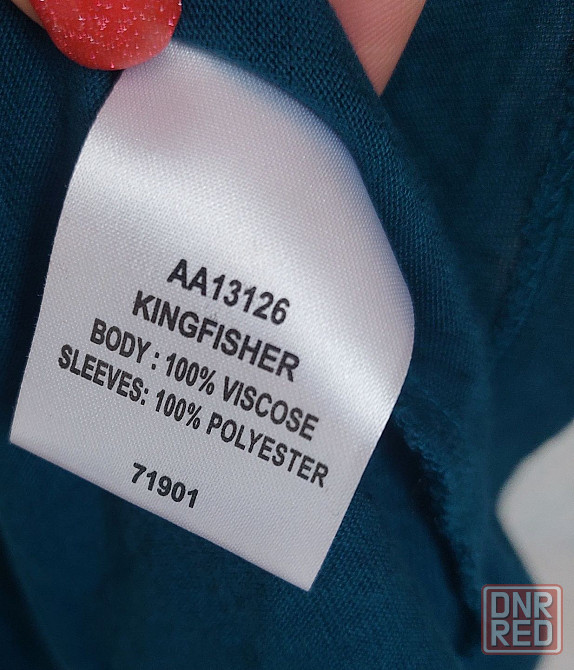 AA13126
KINGFISHER
BODY : 100% VISCOSE
SLEEVES: 100% POLYESTER
71901
DNR
RED